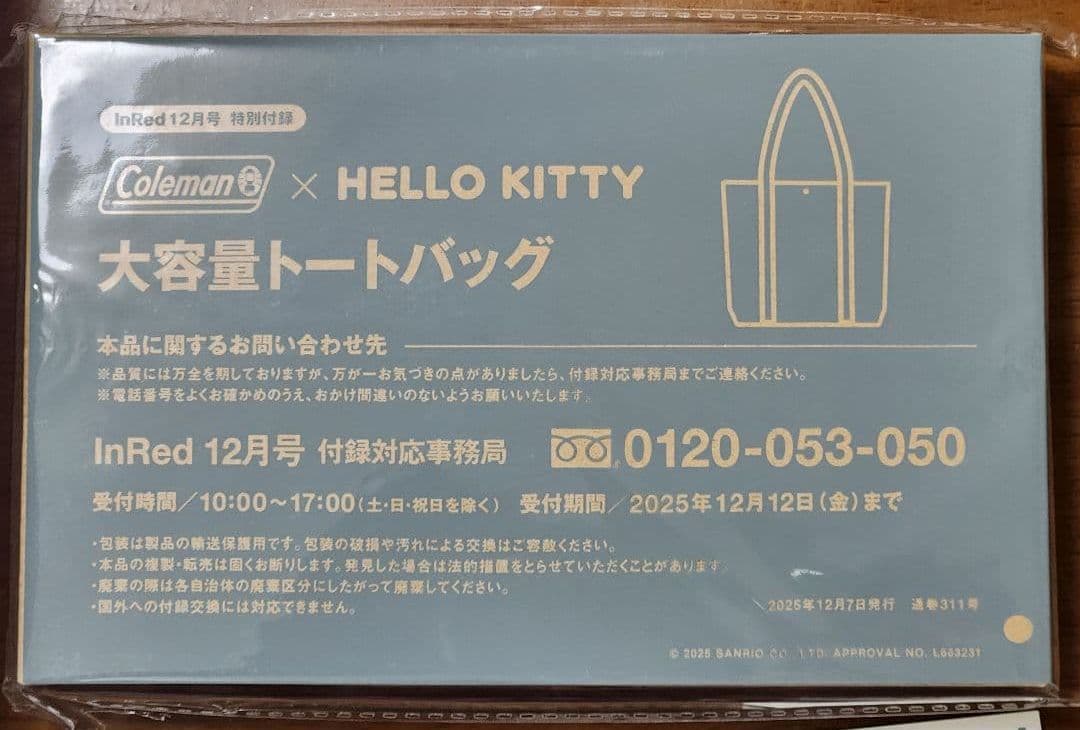 InRed 12月号 特別付録
Coleman × HELLO KITTY
大容量トートバッグ
本品に関するお問い合わせ先
※品質には万全を期しておりますが、万が一お気づきの点がありましたら、付録対応事務局までご連絡ください。
※電話番号をよくお確かめのうえ、おかけ間違いのないようお願いいたします。
InRed 12月号 付録対応事務局 0120-053-050
受付時間/10:00〜17:00(土・日・祝日を除く) 受付期間/2025年12月12日(金)まで
・包装は製品の輸送保護用です。包装の破損や汚れによる交換はご容赦ください。
・本品の複製・転売は固くお断りします。発見した場合は法的措置をとらせていただくことがあります。
・廃棄の際は各自治体の廃棄区分にしたがって廃棄してください。
・国外への付録交換には対応できません。
2025年12月7日発行 通巻311号
© 2025 SANRIO CO., LTD. APPROVAL NO. L663231